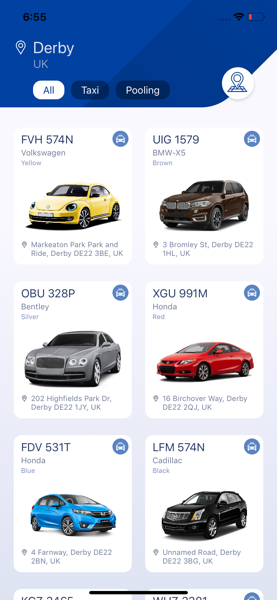 6:55
Derby
UK
All Taxi Pooling
FVH 574N
Volkswagen
Yellow
Markeaton Park Park and
Ride, Derby DE22 3BE, UK
UIG 1579
BMW-X5
Brown
3 Bromley St, Derby DE22
1HL, UK
OBU 328P
Bentley
Silver
202 Highfields Park Dr,
Derby DE22 1JY, UK
XGU 991M
Honda
Red
16 Birchover Way, Derby
DE22 2QJ, UK
FDV 531T
Honda
Blue
4 Farnway, Derby DE22
2BN, UK
LFM 574N
Cadillac
Black
Unnamed Road, Derby
DE22 3BG, UK